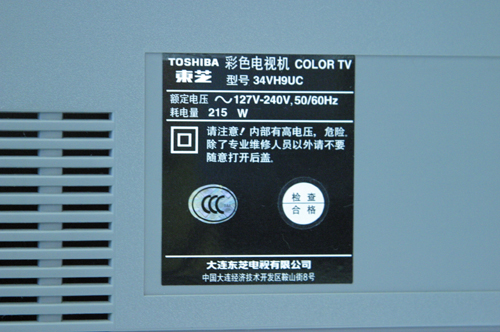 TOSHIBA 彩色电视机 COLOR TV
東芝 型号 34VH9UC
额定电压 ～127V-240V,50/60Hz
耗电量 215 W
请注意!内部有高电压,危险.
除了专业维修人员以外请不要
随意打开后盖.
CCC
检查
合格
大连东芝电视有限公司
中国大连经济技术开发区鞍山街8号